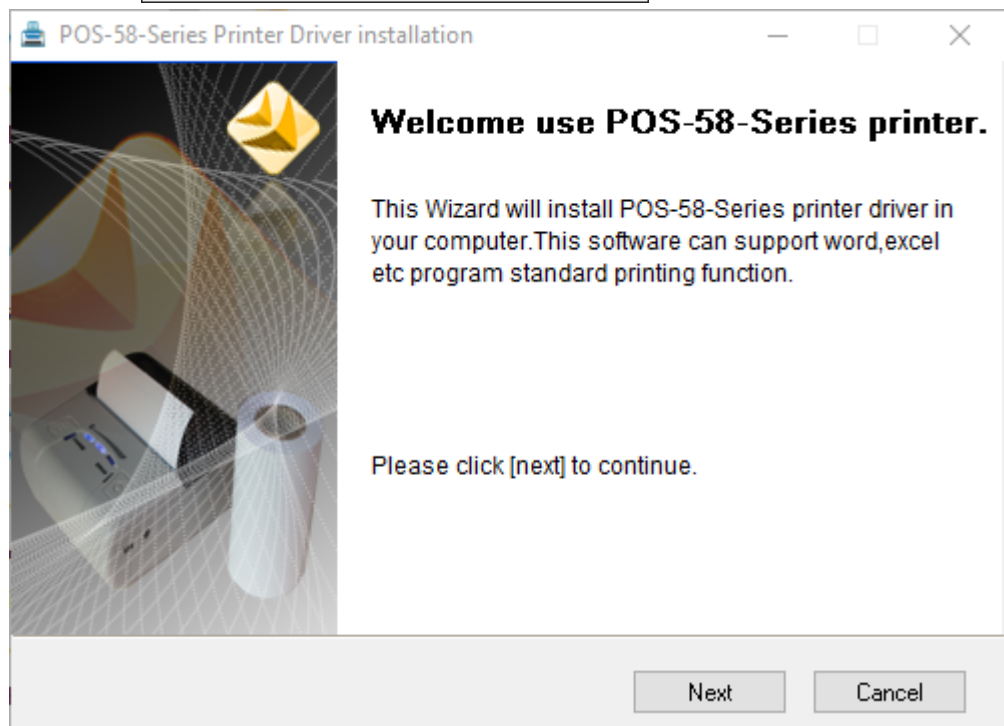 POS-58-Series Printer Driver installation
Welcome use POS-58-Series printer.
This Wizard will install POS-58-Series printer driver in
your computer.This software can support word,excel
etc program standard printing function.
Please click [next] to continue.
Next
Cancel